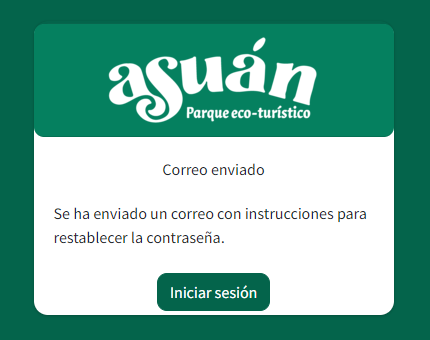 asuán
Parque eco-turístico
Correo enviado
Se ha enviado un correo con instrucciones para
restablecer la contraseña.
Iniciar sesión